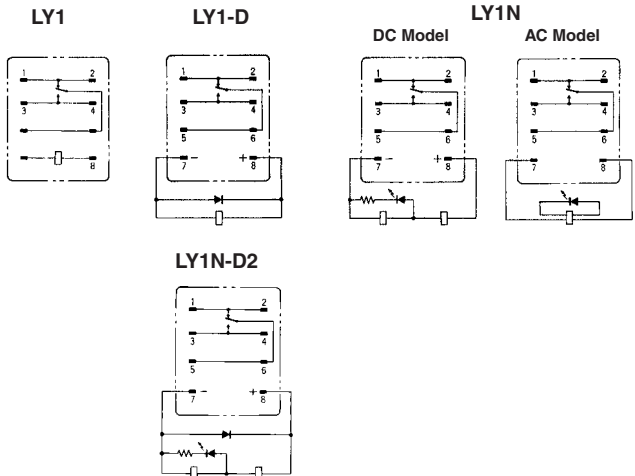 LY1
LY1-D
LY1N
DC Model
AC Model
1 2
3 4
8
1 2
3 4
5 6
7 − + 8
1 2
3 4
5 6
7 − + 8
1 2
3 4
5 6
7 8
LY1N-D2
1 2
3 4
5 6
7 − + 8